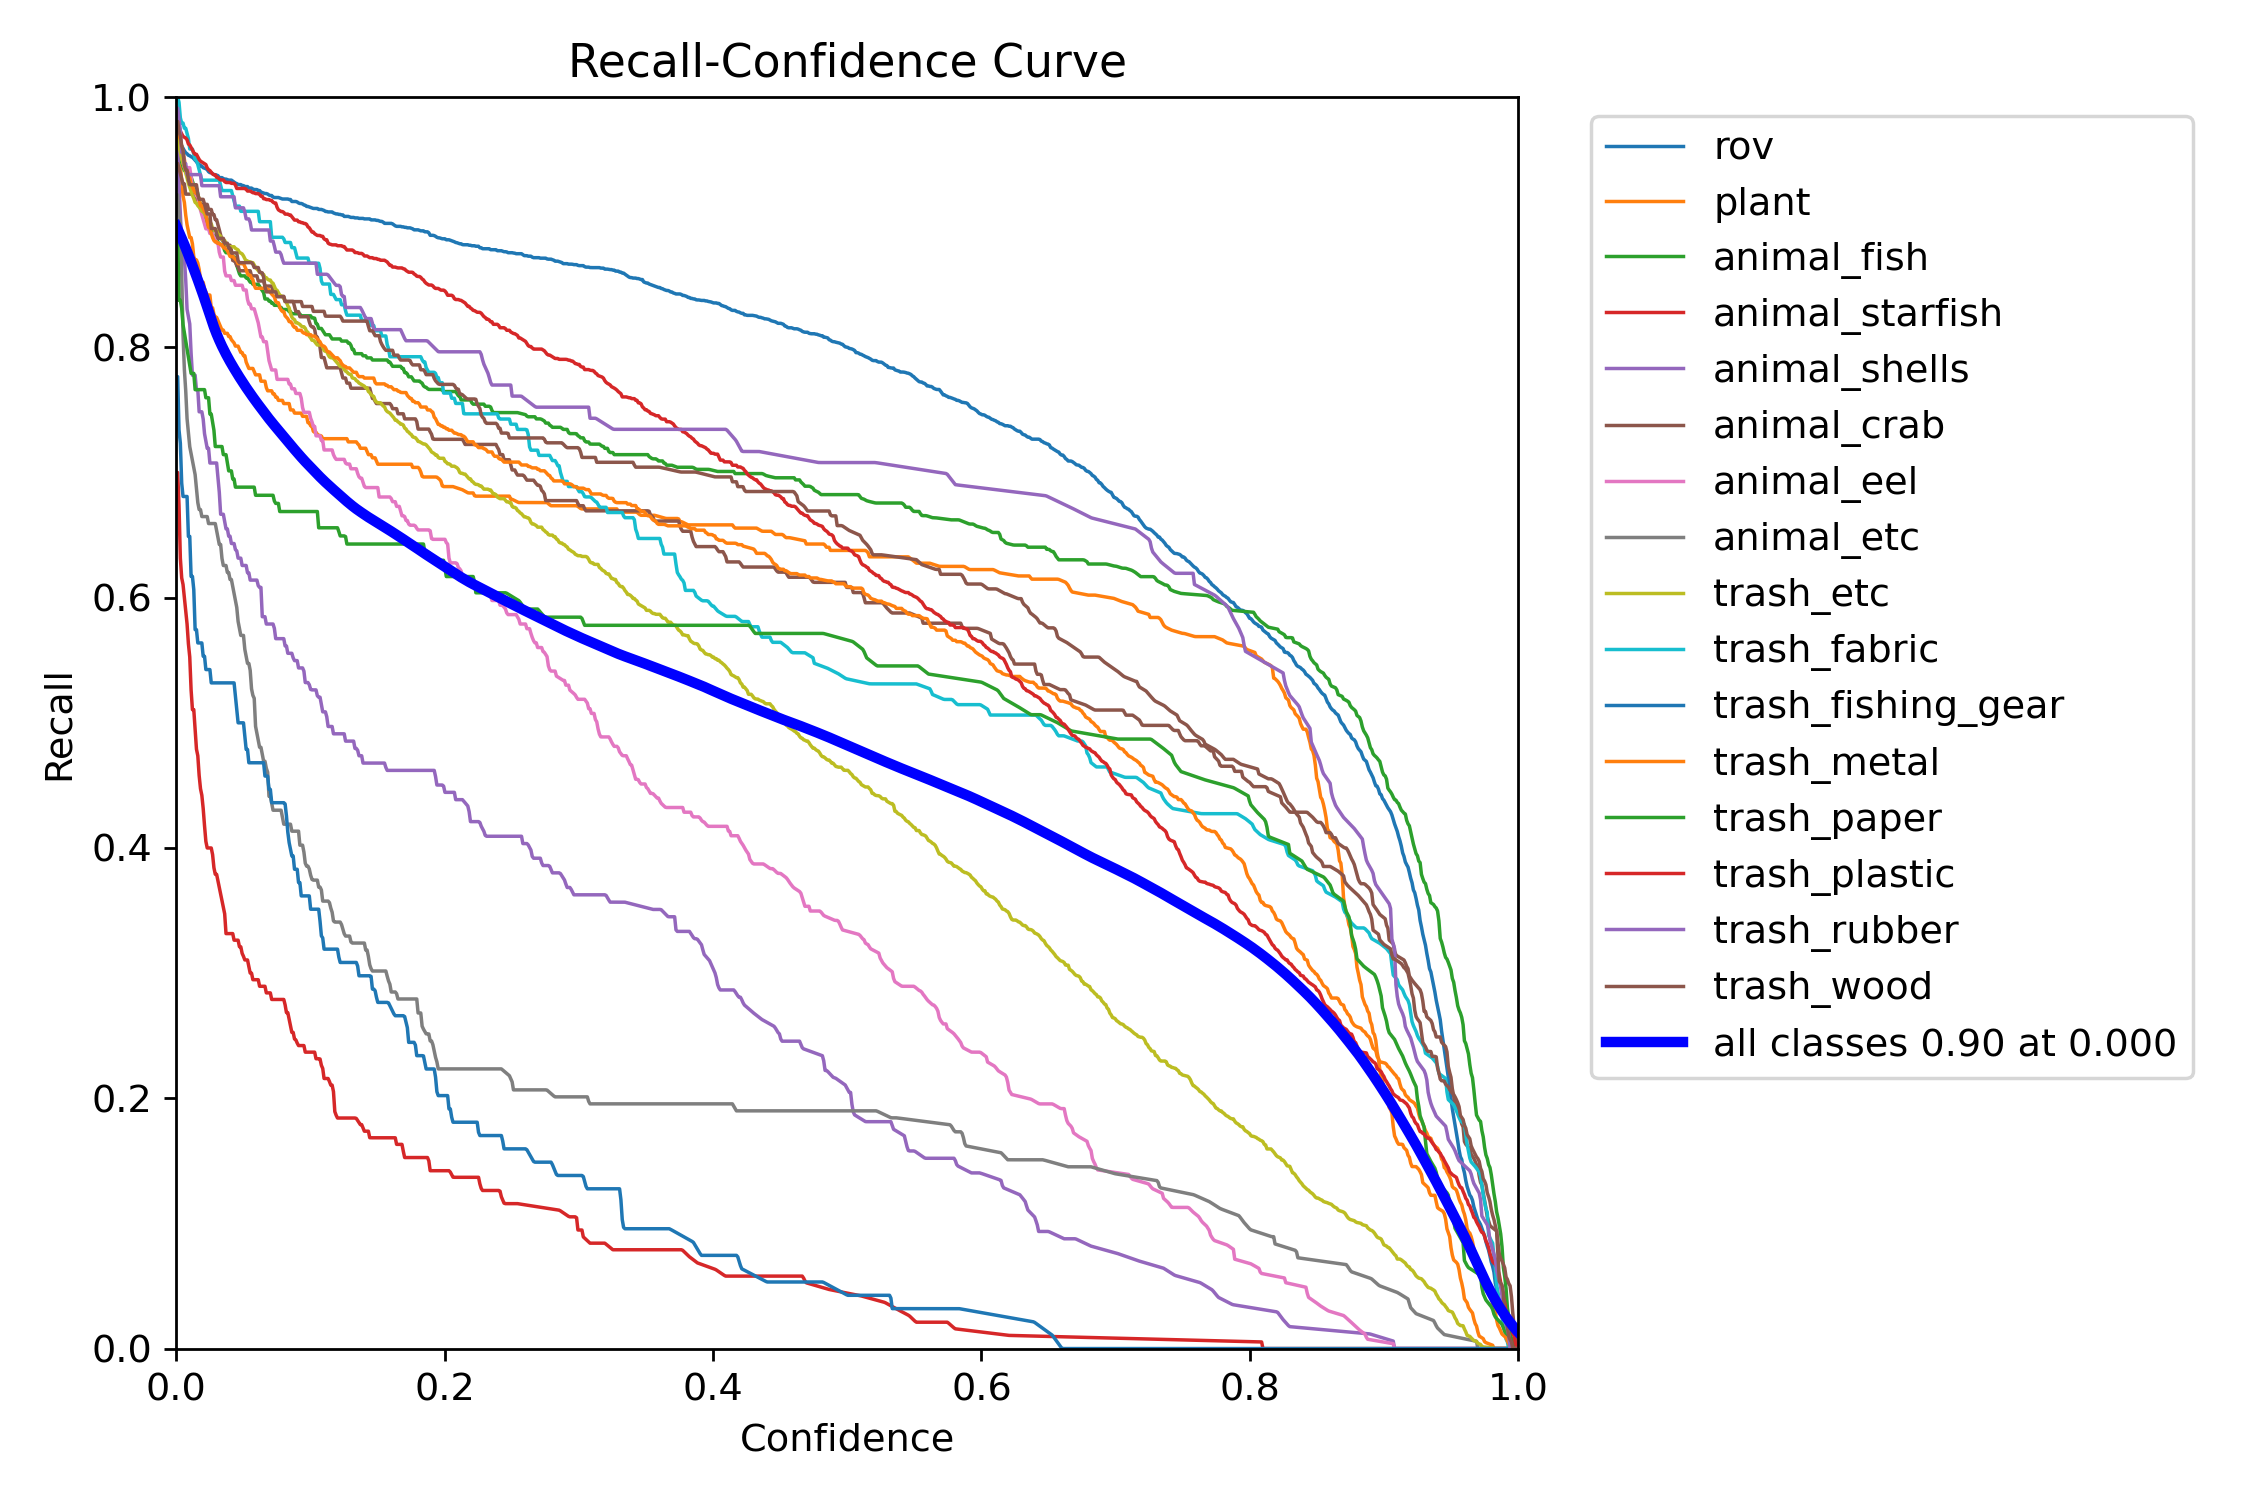 Recall-Confidence Curve
1.0
0.8
0.6
0.4
0.2
0.0
Recall
0.0 0.2 0.4 0.6 0.8 1.0
Confidence
rov
plant
animal_fish
animal_starfish
animal_shells
animal_crab
animal_eel
animal_etc
trash_etc
trash_fabric
trash_fishing_gear
trash_metal
trash_paper
trash_plastic
trash_rubber
trash_wood
all classes 0.90 at 0.000